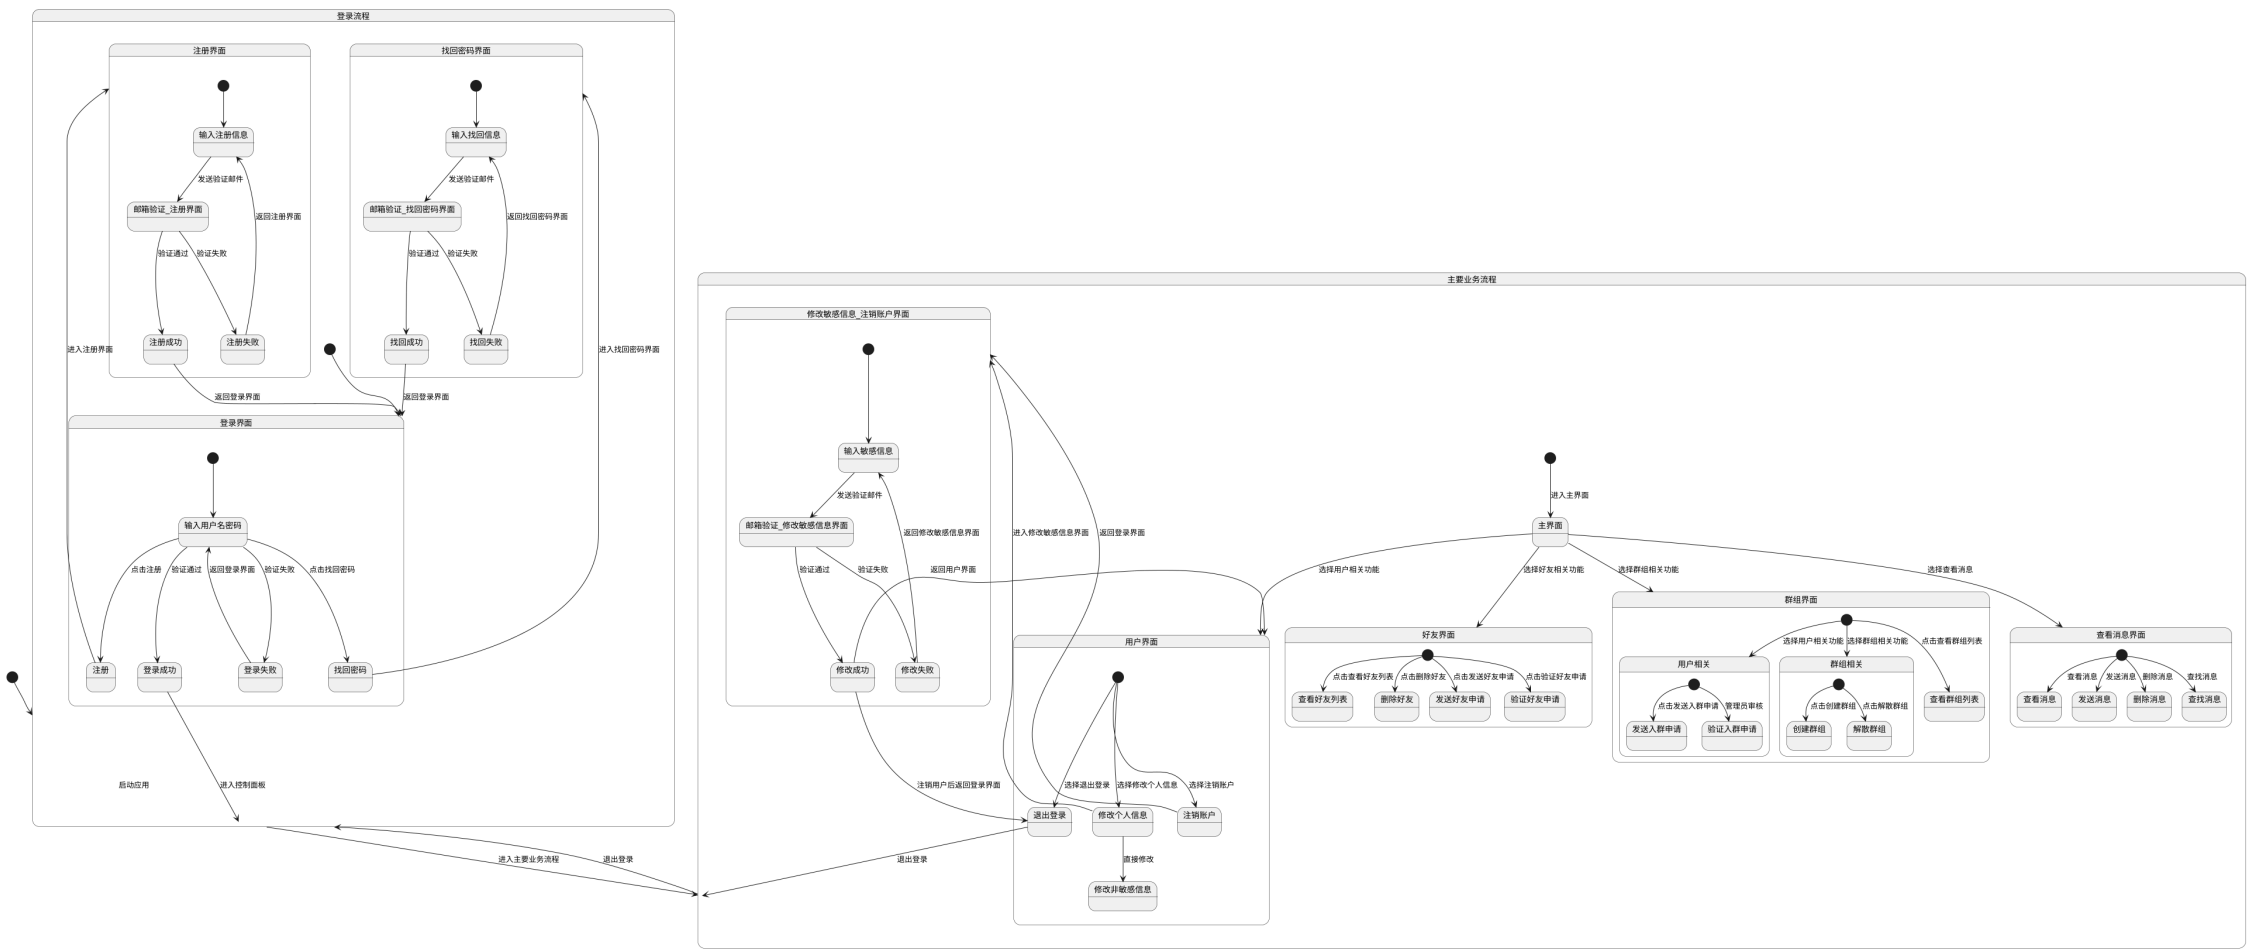 登录流程
注册界面
找回密码界面
输入注册信息
输入找回信息
发送验证邮件
发送验证邮件
邮箱验证_注册界面
邮箱验证_找回密码界面
返回注册界面
返回找回密码界面
验证通过
验证失败
验证通过
验证失败
注册成功
注册失败
找回成功
找回失败
进入注册界面
进入找回密码界面
返回登录界面
返回登录界面
登录界面
输入用户名密码
点击注册
验证通过
返回登录界面
验证失败
点击找回密码
注册
登录成功
登录失败
找回密码
启动应用
进入控制面板
进入主要业务流程
退出登录
主要业务流程
修改敏感信息_注销账户界面
输入敏感信息
发送验证邮件
邮箱验证_修改敏感信息界面
返回修改敏感信息界面
进入修改敏感信息界面
返回登录界面
验证通过
验证失败
返回用户界面
修改成功
修改失败
注销用户后返回登录界面
退出登录
进入主界面
主界面
选择用户相关功能
选择好友相关功能
选择群组相关功能
选择查看消息
用户界面
选择退出登录
选择修改个人信息
选择注销账户
退出登录
修改个人信息
注销账户
直接修改
修改非敏感信息
好友界面
点击查看好友列表
点击删除好友
点击发送好友申请
点击验证好友申请
查看好友列表
删除好友
发送好友申请
验证好友申请
群组界面
选择用户相关功能
选择群组相关功能
点击查看群组列表
用户相关
群组相关
查看群组列表
点击发送入群申请
管理员审核
点击创建群组
点击解散群组
发送入群申请
验证入群申请
创建群组
解散群组
查看消息界面
查看消息
发送消息
删除消息
查找消息
查看消息
发送消息
删除消息
查找消息